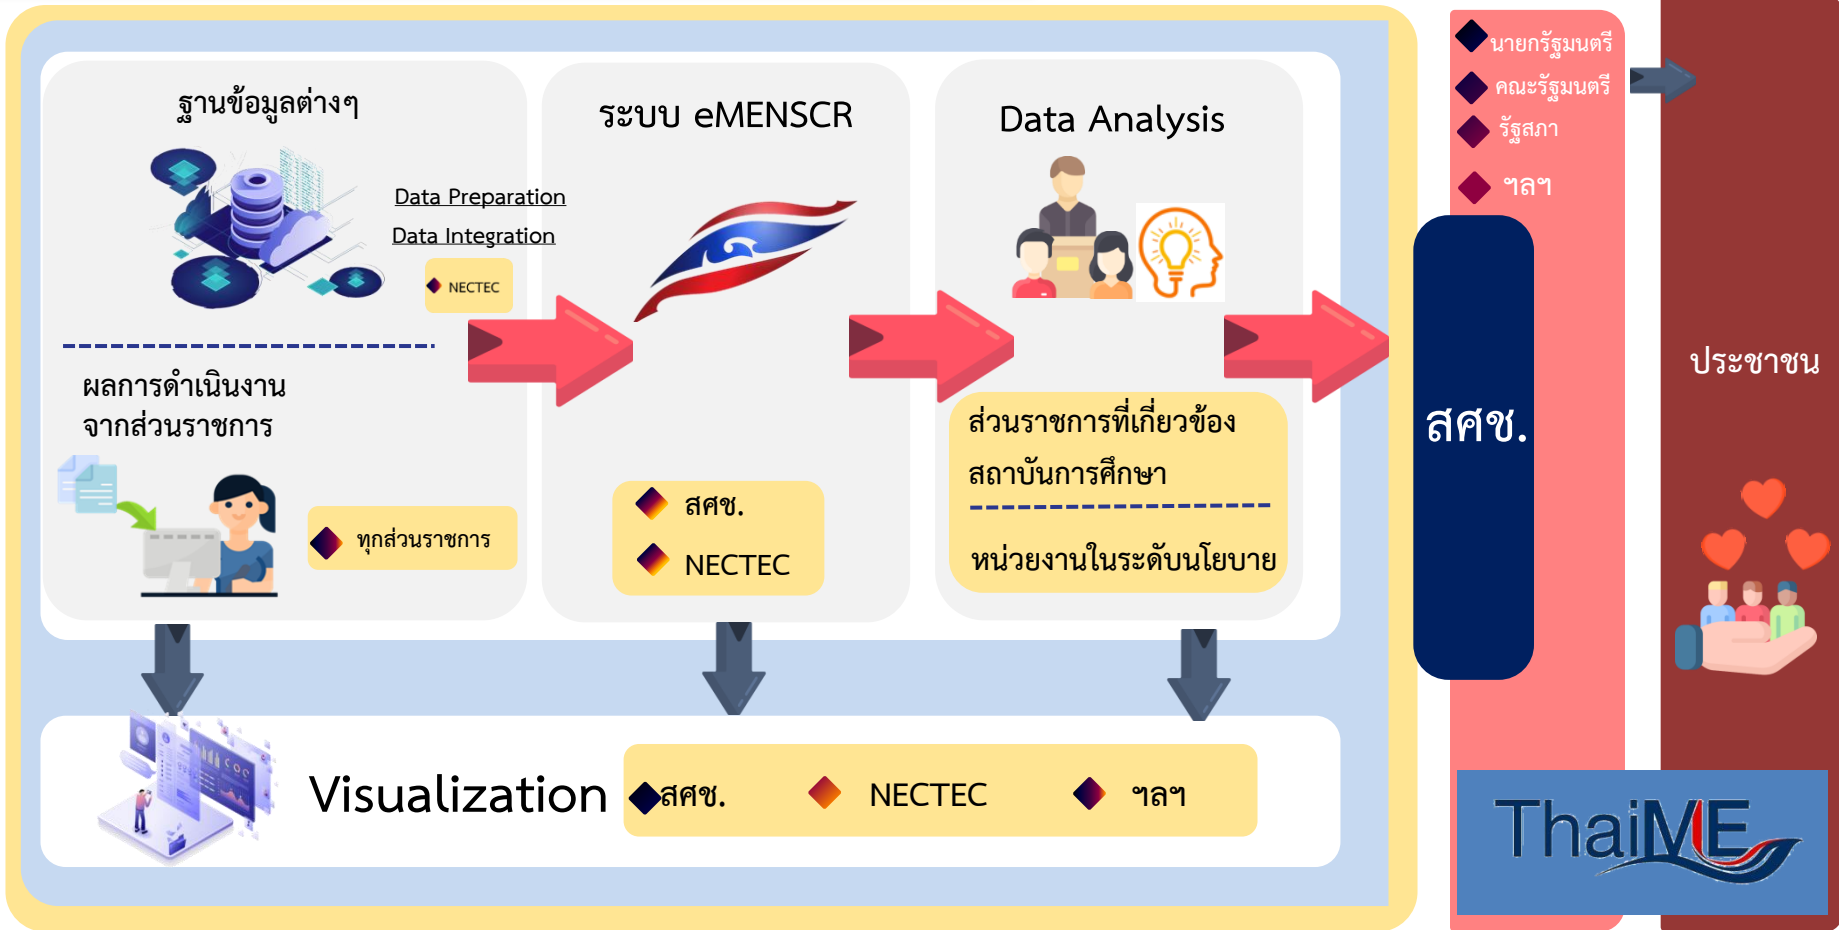 ฐานข้อมูลต่างๆ
Data Preparation
Data Integration
NECTEC
ผลการดำเนินงาน
จากส่วนราชการ
ทุกส่วนราชการ
ระบบ eMENSCR
สศช.
NECTEC
Data Analysis
ส่วนราชการที่เกี่ยวข้อง
สถาบันการศึกษา
หน่วยงานในระดับนโยบาย
Visualization
สศช.
NECTEC
ฯลฯ
นายกรัฐมนตรี
คณะรัฐมนตรี
รัฐสภา
ฯลฯ
สศช.
ประชาชน
ThaiME